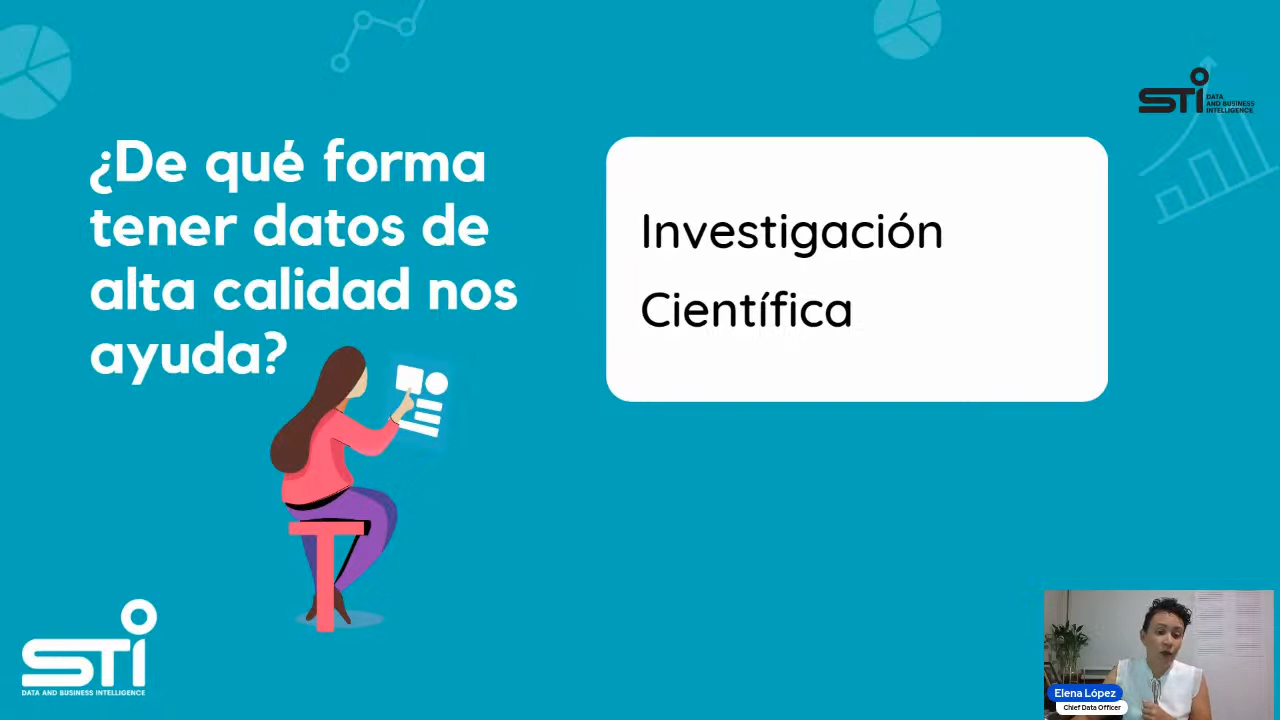 ¿De qué forma
tener datos de
alta calidad nos
ayuda?
Investigación
Científica
STi
DATA
AND BUSINESS
INTELLIGENCE
STi
DATA AND BUSINESS INTELLIGENCE
Elena López
Chief Data Officer